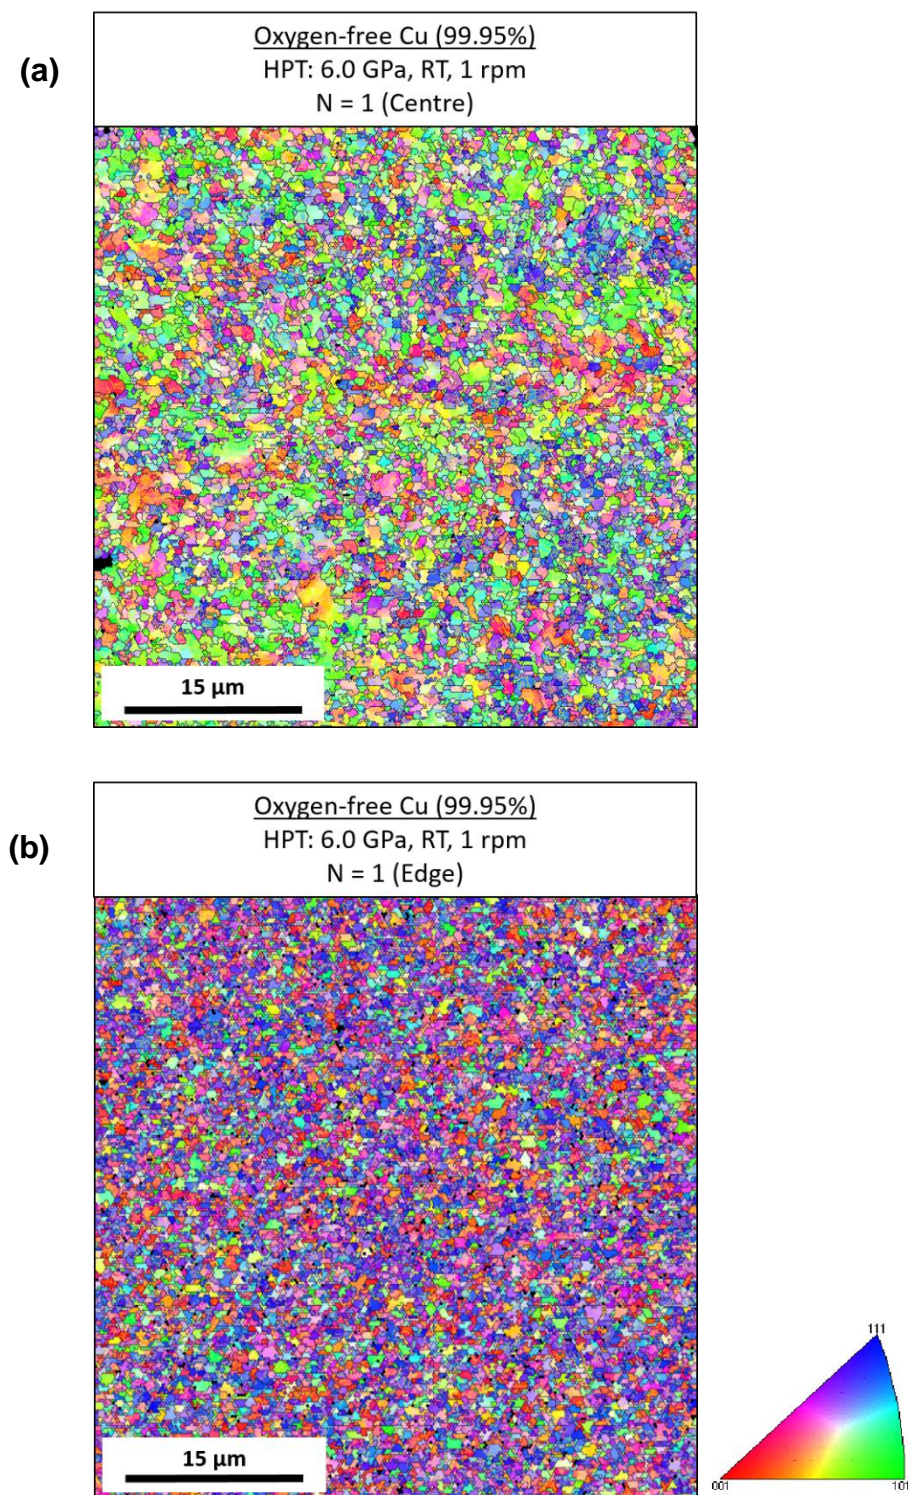 (a)
Oxygen-free Cu (99.95%)
HPT: 6.0 GPa, RT, 1 rpm
N = 1 (Centre)
15 µm
(b)
Oxygen-free Cu (99.95%)
HPT: 6.0 GPa, RT, 1 rpm
N = 1 (Edge)
15 µm
111
001
101